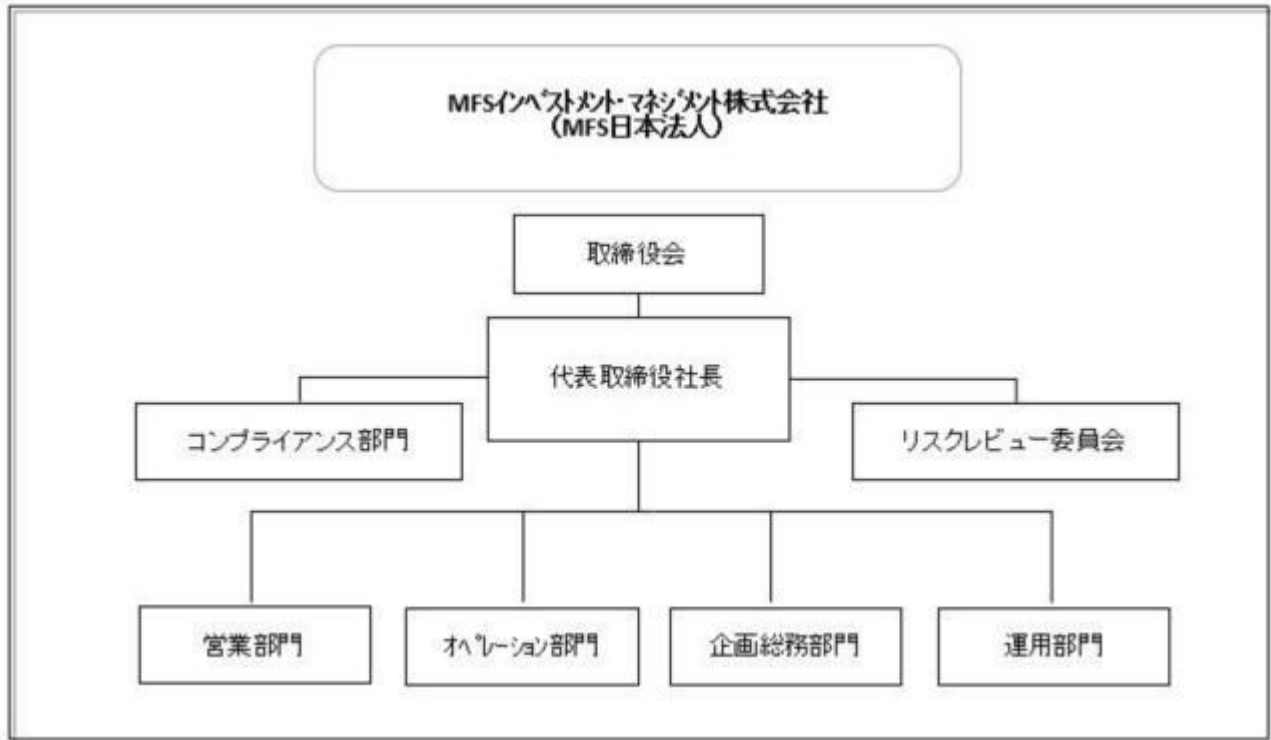 MFSインベストメント・マネジメント株式会社
(MFS日本法人)
取締役会
代表取締役社長
コンプライアンス部門
リスクレビュー委員会
営業部門
オペレーション部門
企画総務部門
運用部門